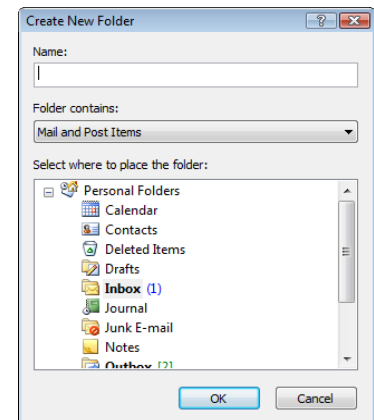 Create New Folder
Name:
Folder contains:
Mail and Post Items
Select where to place the folder:
Personal Folders
Calendar
Contacts
Deleted Items
Drafts
Inbox (1)
Journal
Junk E-mail
Notes
Outbox [2]
OK Cancel